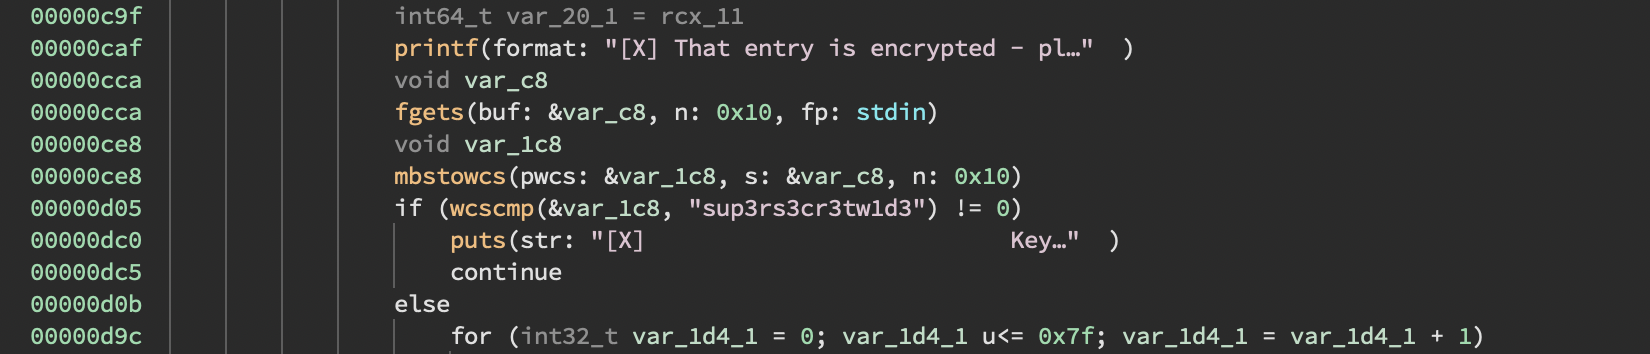 00000c9f int64_t var_20_1 = rcx_11
00000caf printf(format: "[X] That entry is encrypted - pl…" )
00000cca void var_c8
00000cca fgets(buf: &var_c8, n: 0x10, fp: stdin)
00000ce8 void var_1c8
00000ce8 mbstowcs(pwcs: &var_1c8, s: &var_c8, n: 0x10)
00000d05 if (wcscmp(&var_1c8, "sup3rs3cr3tw1d3") != 0)
00000dc0 puts(str: "[X]                          Key…" )
00000dc5 continue
00000d0b else
00000d9c for (int32_t var_1d4_1 = 0; var_1d4_1 u<= 0x7f; var_1d4_1 = var_1d4_1 + 1)